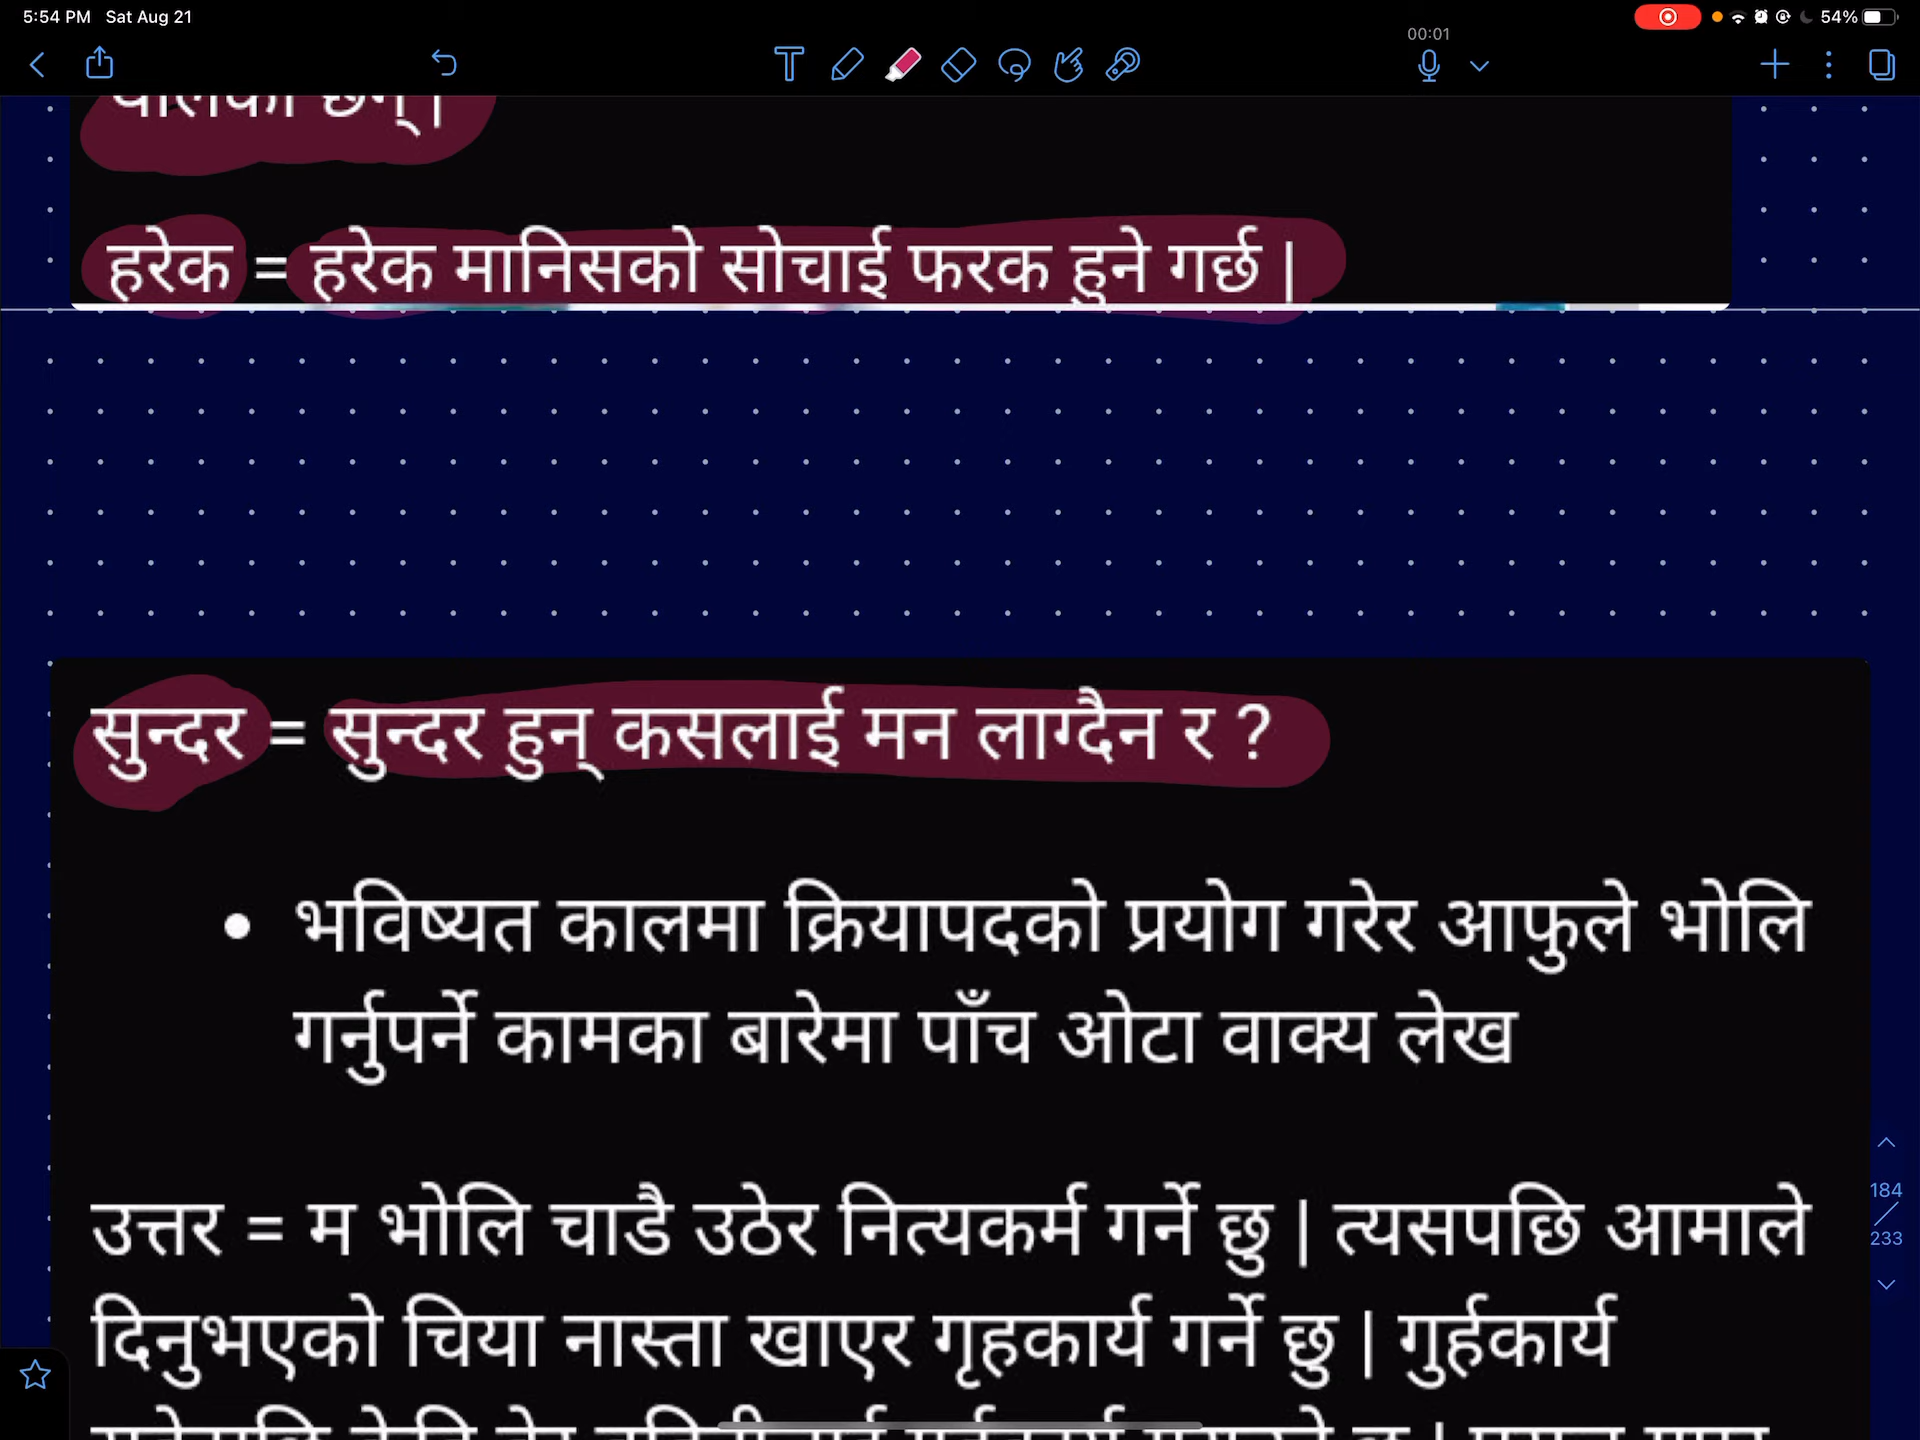 5:54 PM Sat Aug 21
54%
00:01
छन् |
हरेक = हरेक मानिसको सोचाई फरक हुने गर्छ |
सुन्दर = सुन्दर हुन् कसलाई मन लाग्दैन र ?
• भविष्यत कालमा क्रियापदको प्रयोग गरेर आफुले भोलि
गर्नुपर्ने कामका बारेमा पाँच ओटा वाक्य लेख
उत्तर = म भोलि चाडै उठेर नित्यकर्म गर्ने छु | त्यसपछि आमाले
दिनुभएको चिया नास्ता खाएर गृहकार्य गर्ने छु | गुर्हकार्य
184
233